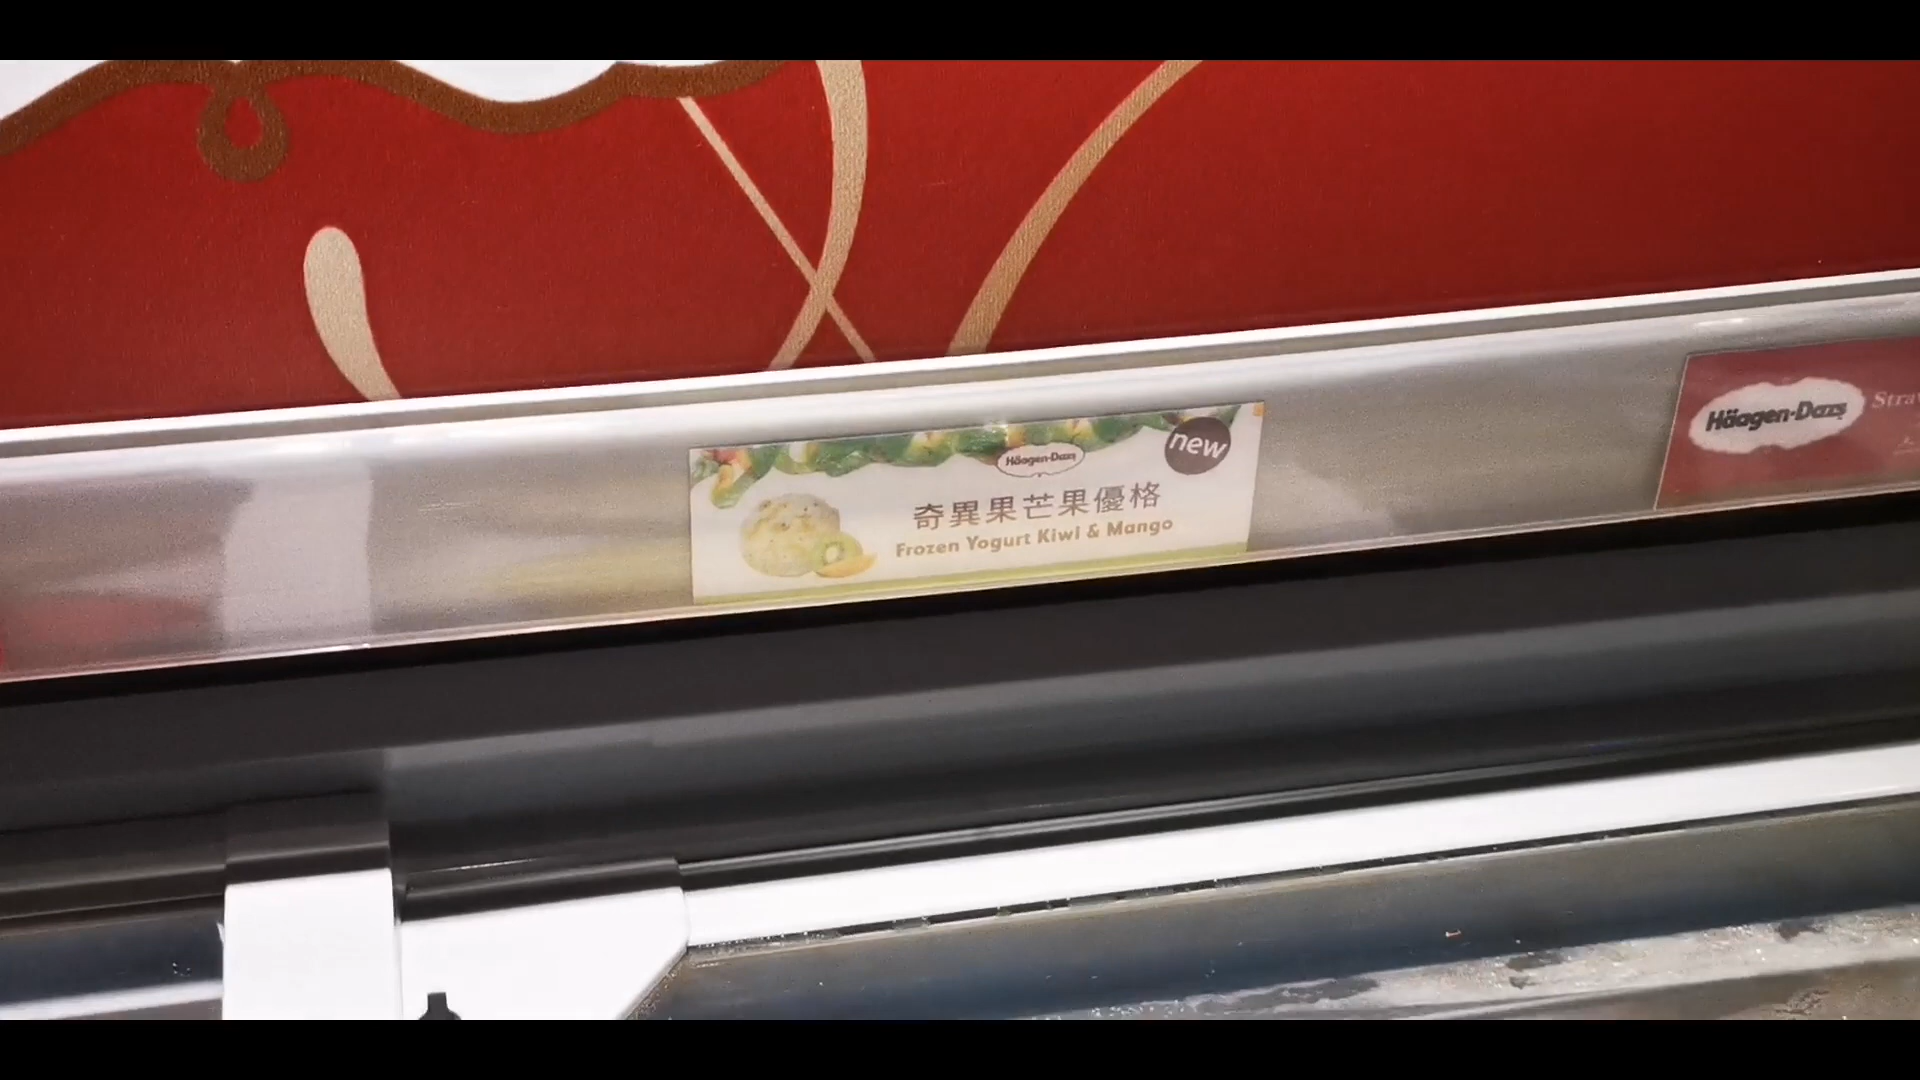 Häagen-Dazs
new
奇異果芒果優格
Frozen Yogurt Kiwi & Mango
Häagen-Dazs